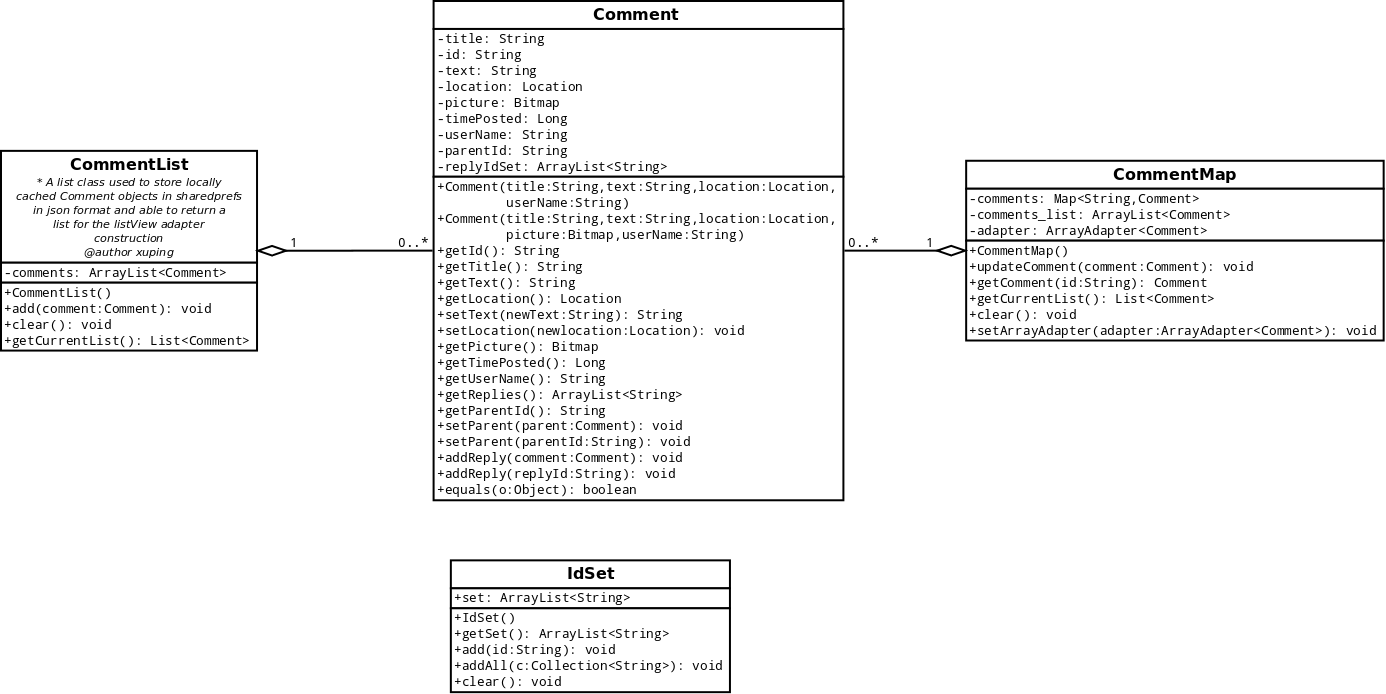 Comment
-title: String
-id: String
-text: String
-location: Location
-picture: Bitmap
-timePosted: Long
-userName: String
-parentId: String
-replyIdSet: ArrayList<String>
+Comment(title:String,text:String,location:Location,
userName:String)
+Comment(title:String,text:String,location:Location,
picture:Bitmap,userName:String)
+getId(): String
+getTitle(): String
+getText(): String
+getLocation(): Location
+setText(newText:String): String
+setLocation(newlocation:Location): void
+getPicture(): Bitmap
+getTimePosted(): Long
+getUserName(): String
+getReplies(): ArrayList<String>
+getParentId(): String
+setParent(parent:Comment): void
+setParent(parentId:String): void
+addReply(comment:Comment): void
+addReply(replyId:String): void
+equals(o:Object): boolean
CommentList
* A list class used to store locally
cached Comment objects in sharedprefs
in json format and able to return a
list for the listView adapter
construction
@author xuping
-comments: ArrayList<Comment>
+CommentList()
+add(comment:Comment): void
+clear(): void
+getCurrentList(): List<Comment>
1
0..*
0..*
1
CommentMap
-comments: Map<String,Comment>
-comments_list: ArrayList<Comment>
-adapter: ArrayAdapter<Comment>
+CommentMap()
+updateComment(comment:Comment): void
+getComment(id:String): Comment
+getCurrentList(): List<Comment>
+clear(): void
+setArrayAdapter(adapter:ArrayAdapter<Comment>): void
IdSet
+set: ArrayList<String>
+IdSet()
+getSet(): ArrayList<String>
+add(id:String): void
+addAll(c:Collection<String>): void
+clear(): void